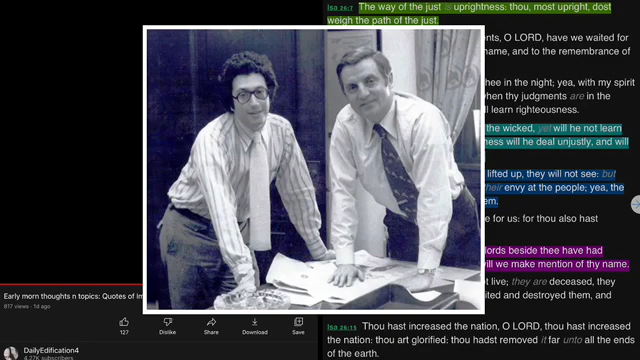 Isa 26:7 The way of the just is uprightness: thou, most upright, dost
weigh the path of the just.
O LORD, have we waited for
name, and to the remembrance of
hee in the night; yea, with my spirit
when thy judgments are in the
learn righteousness.
the wicked, yet will he not learn
ness will he deal unjustly, and will
lifted up, they will not see: but
their envy at the people; yea, the
em.
e for us: for thou also hast
lords beside thee have had
will we make mention of thy name.
t live; they are deceased, they
ited and destroyed them, and
Isa 26:15 Thou hast increased the nation, O LORD, thou hast increased
the nation: thou art glorified: thou hadst removed it far unto all the ends
of the earth.
Early morn thoughts n topics: Quotes of Im
817 views · 1d ago
127
Dislike
Share
Download
Save
DailyEdification4
4.77K subscribers